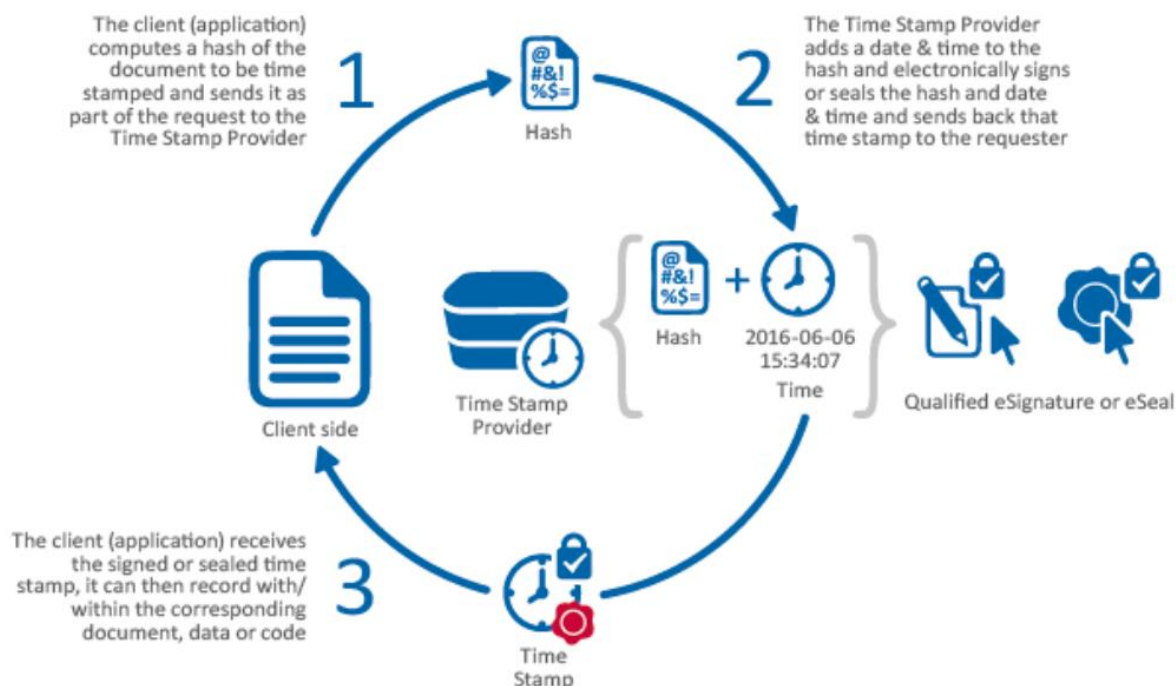 The client (application)
computes a hash of the
document to be time
stamped and sends it as
part of the request to the
Time Stamp Provider
1
@
#&!
%$=
Hash
2
The Time Stamp Provider
adds a date & time to the
hash and electronically signs
or seals the hash and date
& time and sends back that
time stamp to the requester
Client side
Time Stamp
Provider
@
#&!
%$=
Hash
+
2016-06-06
15:34:07
Time
Qualified eSignature or eSeal
The client (application) receives
the signed or sealed time
stamp, it can then record with/
within the corresponding
document, data or code
3
Time
Stamp